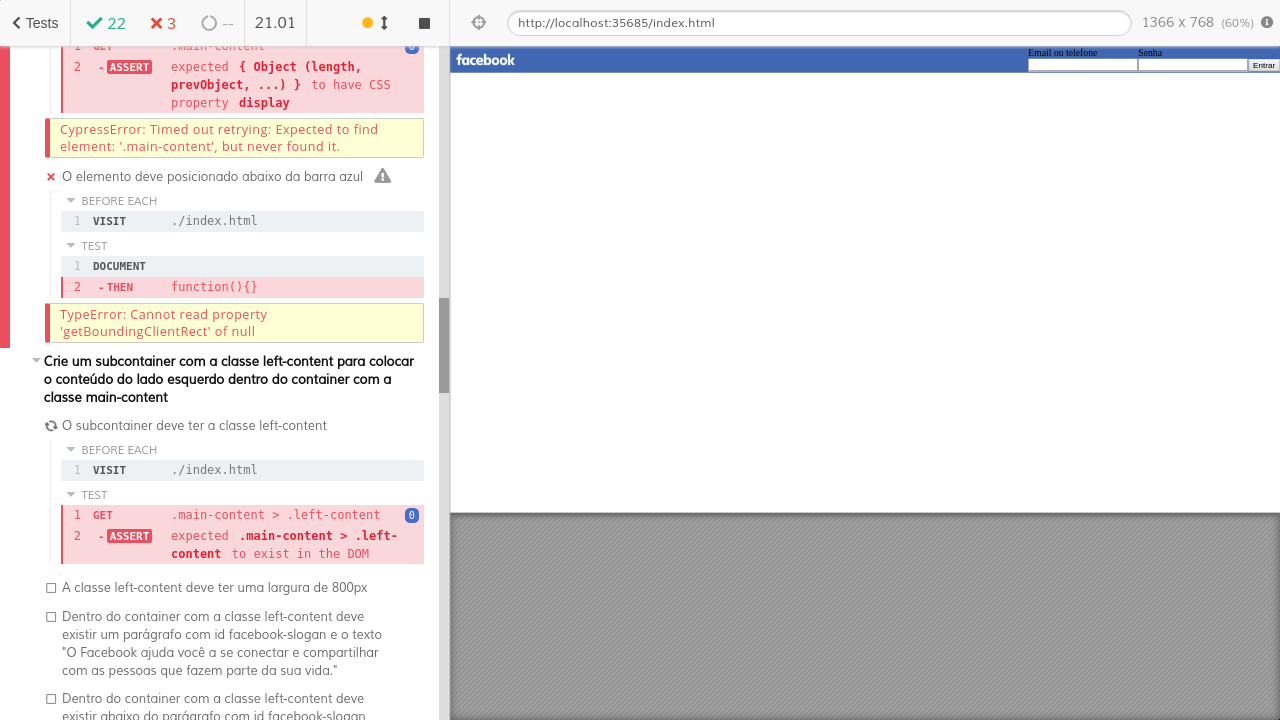 Tests
22
3
--
21.01
http://localhost:35685/index.html
1366 x 768 (60%)
1 GET .main-content 0
2 - ASSERT expected { Object (length,
prevObject, ...) } to have CSS
property display
CypressError: Timed out retrying: Expected to find
element: '.main-content', but never found it.
O elemento deve posicionado abaixo da barra azul
BEFORE EACH
1 VISIT ./index.html
TEST
1 DOCUMENT
2 - THEN function(){}
TypeError: Cannot read property
'getBoundingClientRect' of null
Crie um subcontainer com a classe left-content para colocar
o conteúdo do lado esquerdo dentro do container com a
classe main-content
O subcontainer deve ter a classe left-content
BEFORE EACH
1 VISIT ./index.html
TEST
1 GET .main-content > .left-content 0
2 - ASSERT expected .main-content > .left-
content to exist in the DOM
A classe left-content deve ter uma largura de 800px
Dentro do container com a classe left-content deve
existir um parágrafo com id facebook-slogan e o texto
"O Facebook ajuda você a se conectar e compartilhar
com as pessoas que fazem parte da sua vida."
Dentro do container com a classe left-content deve
existir abaixo do parágrafo com id facebook-slogan
facebook
Email ou telefone
Senha
Entrar